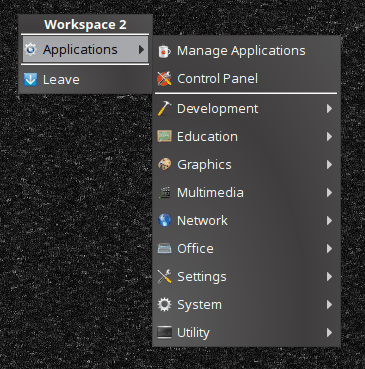 Workspace 2
Applications
Leave
Manage Applications
Control Panel
Development
Education
Graphics
Multimedia
Network
Office
Settings
System
Utility